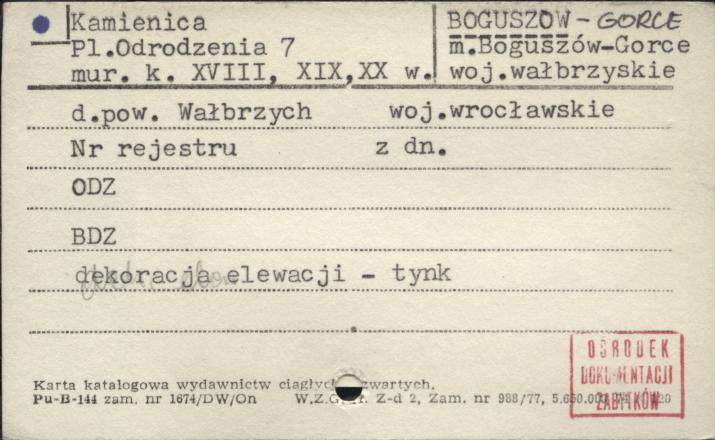 Kamienica
Pl.Odrodzenia 7
mur. k. XVIII, XIX,XX w.
BOGUSZOW - GORCE
m.Boguszów-Gorce
woj.wałbrzyskie
d.pow. Wałbrzych woj.wrocławskie
Nr rejestru z dn.
ODZ
BDZ
dekoracja elewacji - tynk
Karta katalogowa wydawnictw ciągłych
Pu-B-144 zam. nr 1674/DW/On W.Z.G. Z-d 2, Zam. nr 988/77,
OŚRODEK
DOKUMENTACJI
ZABYTKÓW